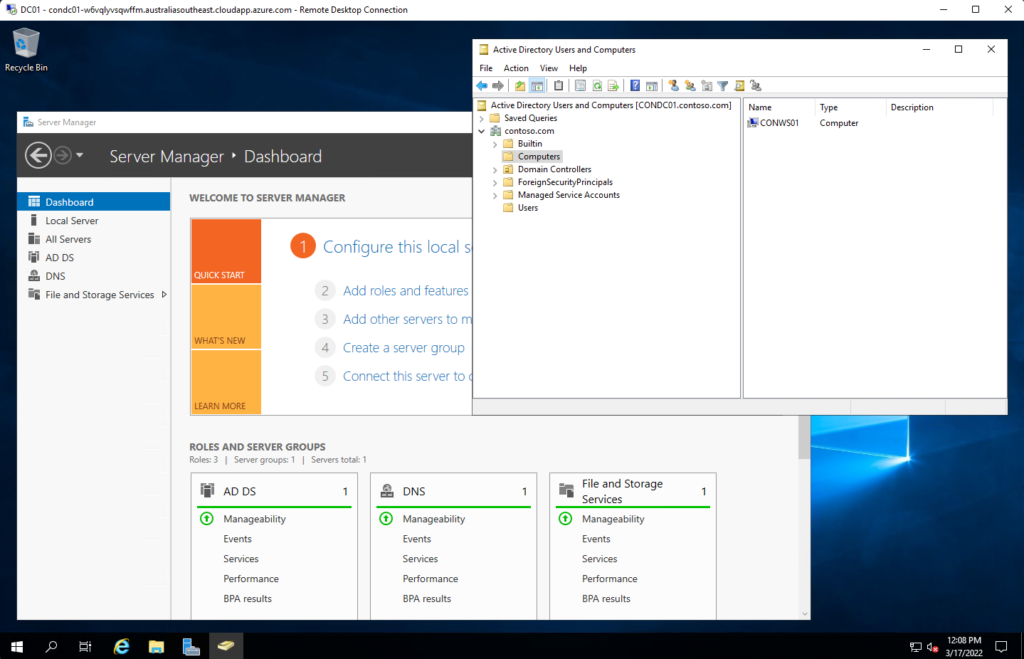 DC01 - condc01-w6vqlyvsqwffm.australiasoutheast.cloudapp.azure.com - Remote Desktop Connection
Recycle Bin
Active Directory Users and Computers
File Action View Help
Active Directory Users and Computers [CONDC01.contoso.com]
Saved Queries
contoso.com
Builtin
Computers
Domain Controllers
ForeignSecurityPrincipals
Managed Service Accounts
Users
Name Type Description
CONWS01 Computer
Server Manager
Server Manager ‣ Dashboard
Dashboard
Local Server
All Servers
AD DS
DNS
File and Storage Services
WELCOME TO SERVER MANAGER
QUICK START
WHAT'S NEW
LEARN MORE
1 Configure this local s
2 Add roles and features
3 Add other servers to m
4 Create a server group
5 Connect this server to c
ROLES AND SERVER GROUPS
Roles: 3 | Server groups: 1 | Servers total: 1
AD DS 1
Manageability
Events
Services
Performance
BPA results
DNS 1
Manageability
Events
Services
Performance
BPA results
File and Storage
Services 1
Manageability
Events
Services
Performance
BPA results
12:08 PM
3/17/2022